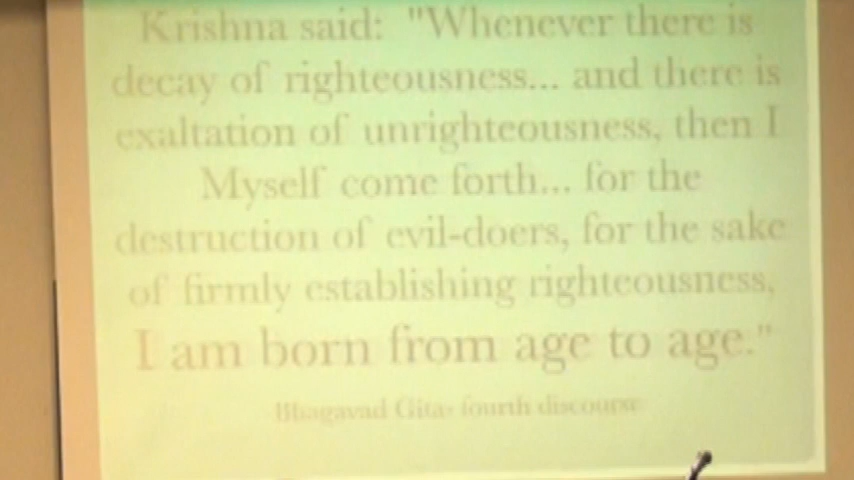 Krishna said: "Whenever there is
decay of righteousness... and there is
exaltation of unrighteousness, then I
Myself come forth... for the
destruction of evil-doers, for the sake
of firmly establishing righteousness,
I am born from age to age."
-Bhagavad Gita- fourth discourse